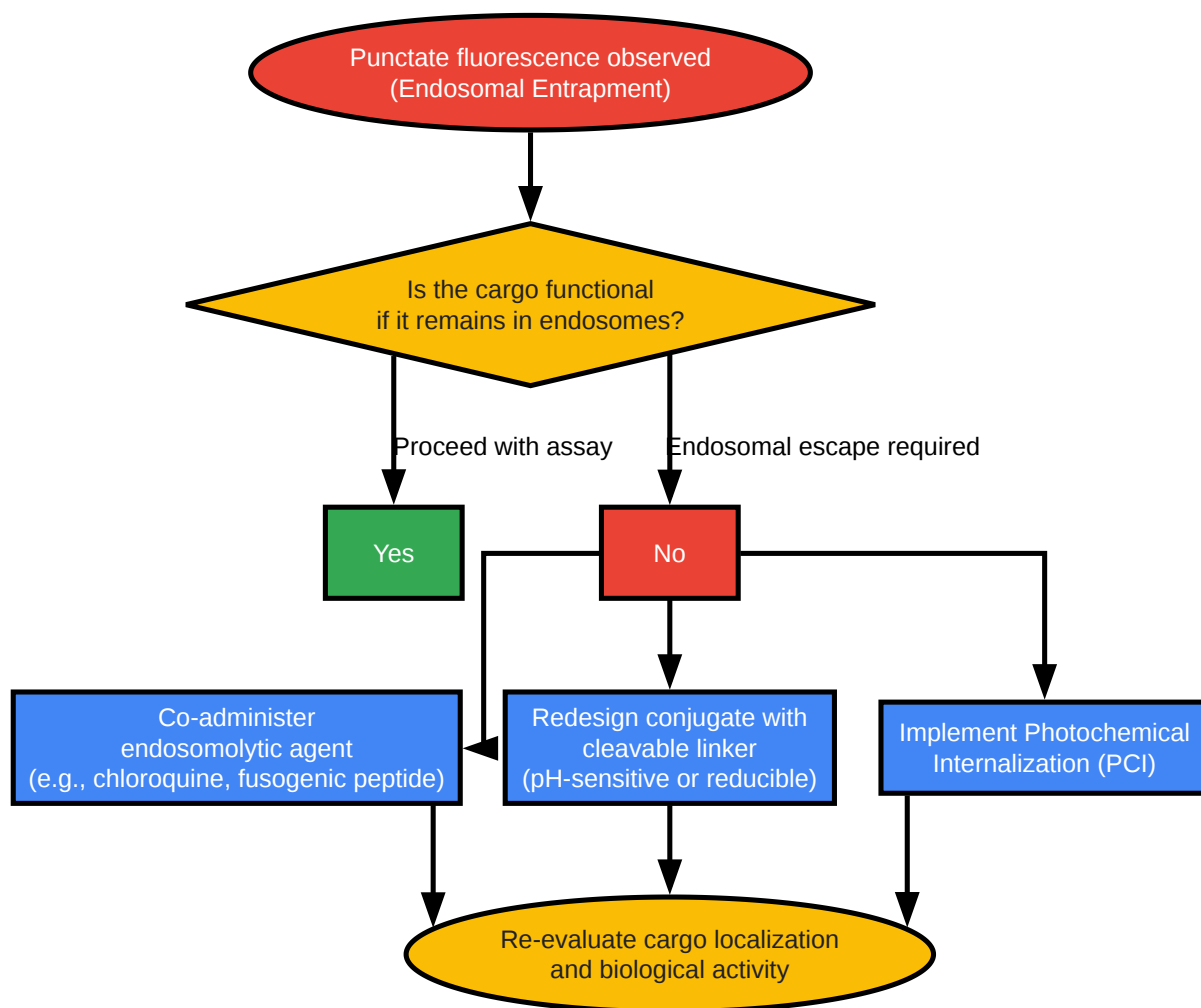 Punctate fluorescence observed
(Endosomal Entrapment)
Is the cargo functional
if it remains in endosomes?
Proceed with assay
Endosomal escape required
Yes
No
Co-administer
endosomolytic agent
(e.g., chloroquine, fusogenic peptide)
Redesign conjugate with
cleavable linker
(pH-sensitive or reducible)
Implement Photochemical
Internalization (PCI)
Re-evaluate cargo localization
and biological activity